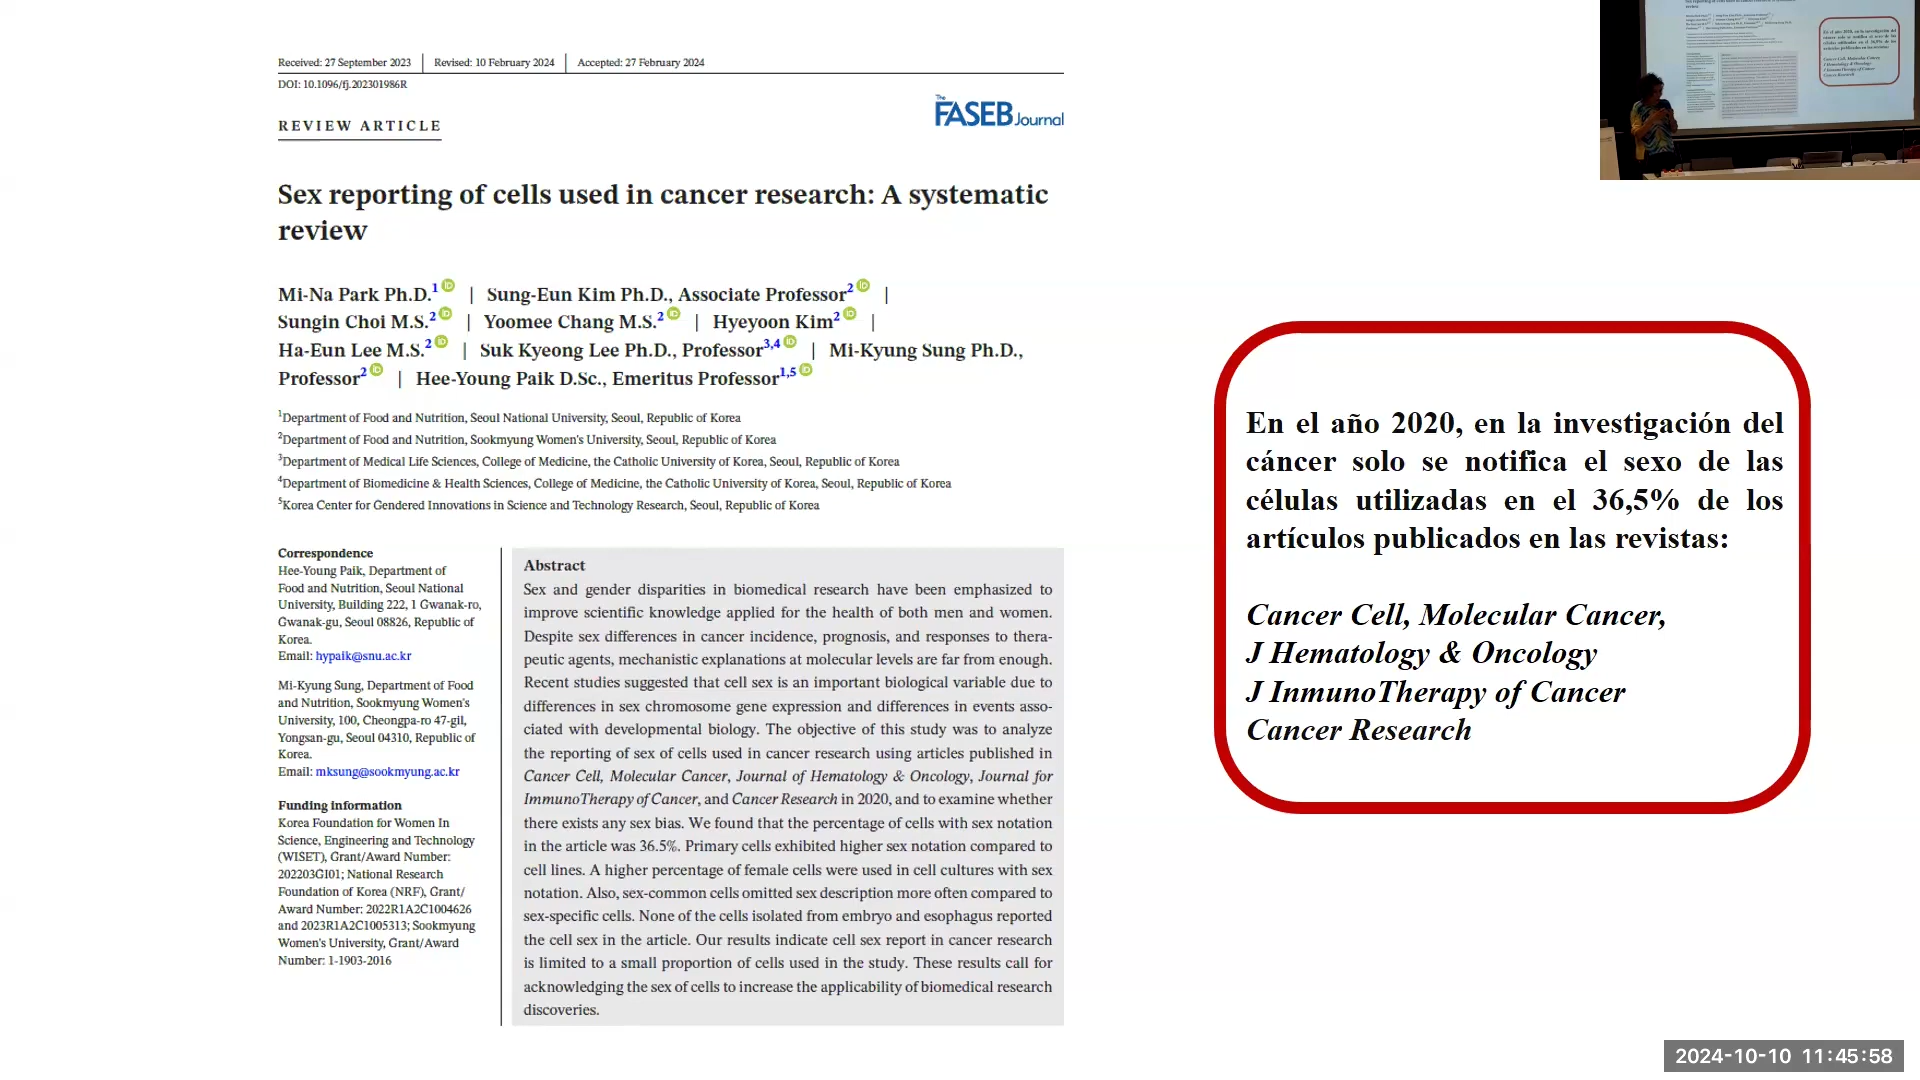 Received: 27 September 2023 | Revised: 10 February 2024 | Accepted: 27 February 2024
DOI: 10.1096/fj.202301986R
The
FASEB Journal
REVIEW ARTICLE
Sex reporting of cells used in cancer research: A systematic
review
Mi-Na Park Ph.D.1 | Sung-Eun Kim Ph.D., Associate Professor2 |
Sungin Choi M.S.2 | Yoomee Chang M.S.2 | Hyeyoon Kim2 |
Ha-Eun Lee M.S.2 | Suk Kyeong Lee Ph.D., Professor3,4 | Mi-Kyung Sung Ph.D.,
Professor2 | Hee-Young Paik D.Sc., Emeritus Professor1,5
1Department of Food and Nutrition, Seoul National University, Seoul, Republic of Korea
2Department of Food and Nutrition, Sookmyung Women's University, Seoul, Republic of Korea
3Department of Medical Life Sciences, College of Medicine, the Catholic University of Korea, Seoul, Republic of Korea
4Department of Biomedicine & Health Sciences, College of Medicine, the Catholic University of Korea, Seoul, Republic of Korea
5Korea Center for Gendered Innovations in Science and Technology Research, Seoul, Republic of Korea
Correspondence
Hee-Young Paik, Department of
Food and Nutrition, Seoul National
University, Building 222, 1 Gwanak-ro,
Gwanak-gu, Seoul 08826, Republic of
Korea.
Email: hypaik@snu.ac.kr
Mi-Kyung Sung, Department of Food
and Nutrition, Sookmyung Women's
University, 100, Cheongpa-ro 47-gil,
Yongsan-gu, Seoul 04310, Republic of
Korea.
Email: mksung@sookmyung.ac.kr
Funding information
Korea Foundation for Women In
Science, Engineering and Technology
(WISET), Grant/Award Number:
202203GI01; National Research
Foundation of Korea (NRF), Grant/
Award Number: 2022R1A2C1004626
and 2023R1A2C1005313; Sookmyung
Women's University, Grant/Award
Number: 1-1903-2016
Abstract
Sex and gender disparities in biomedical research have been emphasized to
improve scientific knowledge applied for the health of both men and women.
Despite sex differences in cancer incidence, prognosis, and responses to thera-
peutic agents, mechanistic explanations at molecular levels are far from enough.
Recent studies suggested that cell sex is an important biological variable due to
differences in sex chromosome gene expression and differences in events asso-
ciated with developmental biology. The objective of this study was to analyze
the reporting of sex of cells used in cancer research using articles published in
Cancer Cell, Molecular Cancer, Journal of Hematology & Oncology, Journal for
ImmunoTherapy of Cancer, and Cancer Research in 2020, and to examine whether
there exists any sex bias. We found that the percentage of cells with sex notation
in the article was 36.5%. Primary cells exhibited higher sex notation compared to
cell lines. A higher percentage of female cells were used in cell cultures with sex
notation. Also, sex-common cells omitted sex description more often compared to
sex-specific cells. None of the cells isolated from embryo and esophagus reported
the cell sex in the article. Our results indicate cell sex report in cancer research
is limited to a small proportion of cells used in the study. These results call for
acknowledging the sex of cells to increase the applicability of biomedical research
discoveries.
En el año 2020, en la investigación del
cáncer solo se notifica el sexo de las
células utilizadas en el 36,5% de los
artículos publicados en las revistas:
Cancer Cell, Molecular Cancer,
J Hematology & Oncology
J InmunoTherapy of Cancer
Cancer Research
2024-10-10 11:45:58